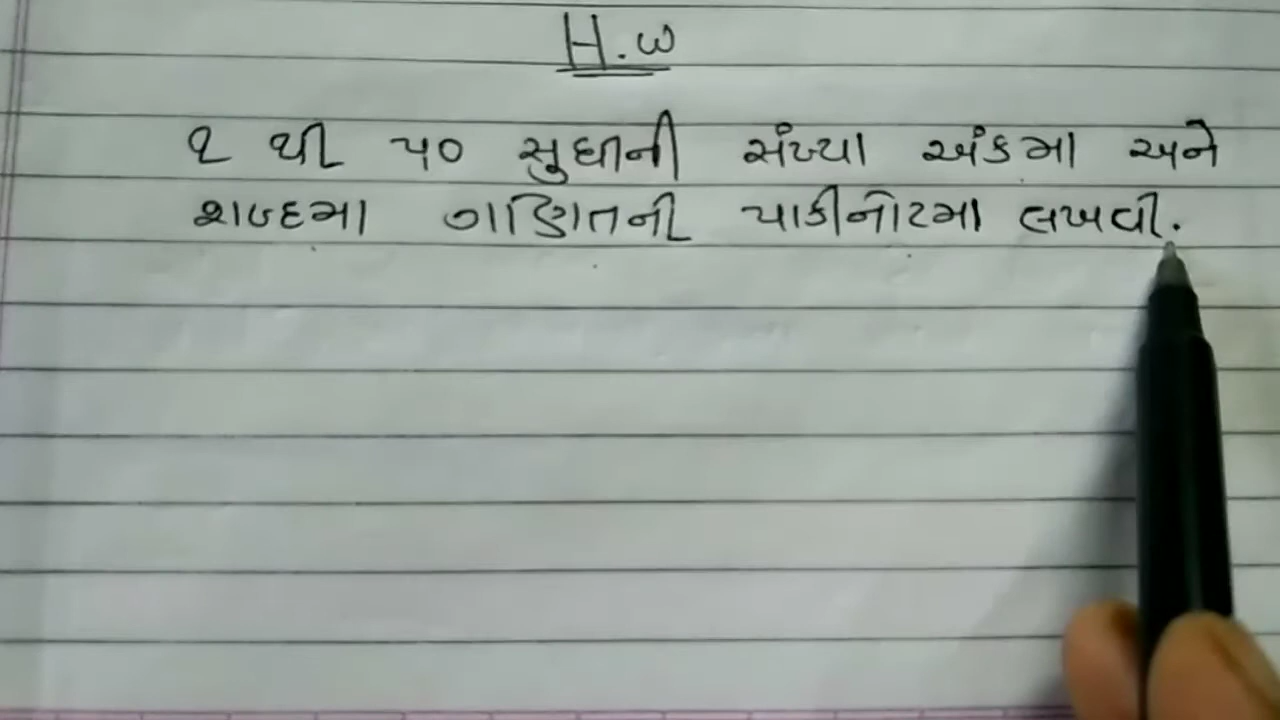 H.W
૧ થી ૫૦ સુધીની સંખ્યા અંકમા અને
શબ્દમા ગણિતની પાકીનોટમા લખવી.